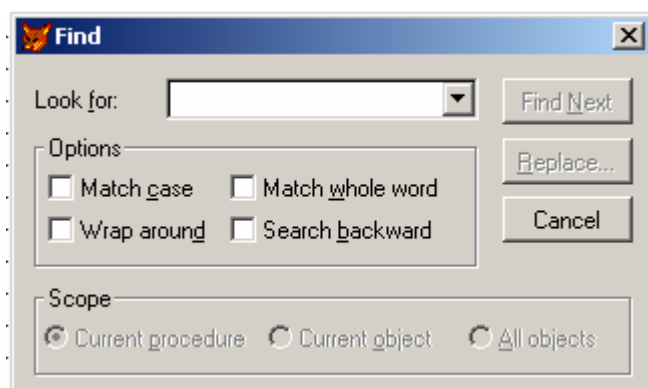 Find
Look for:
Find Next
Options
Replace...
Match case
Match whole word
Wrap around
Search backward
Cancel
Scope
Current procedure
Current object
All objects